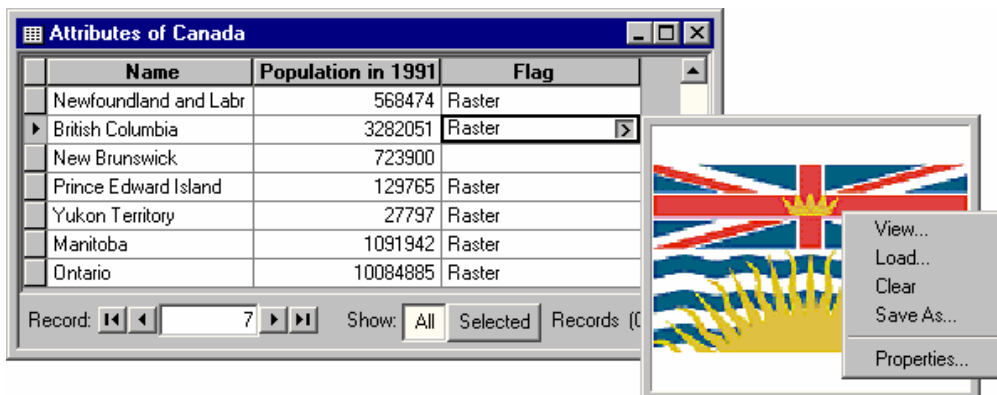 Attributes of Canada
Name Population in 1991 Flag
Newfoundland and Labr 568474 Raster
British Columbia 3282051 Raster
New Brunswick 723900
Prince Edward Island 129765 Raster
Yukon Territory 27797 Raster
Manitoba 1091942 Raster
Ontario 10084885 Raster
Record: 7 Show: All Selected Records (0
View...
Load...
Clear
Save As...
Properties...